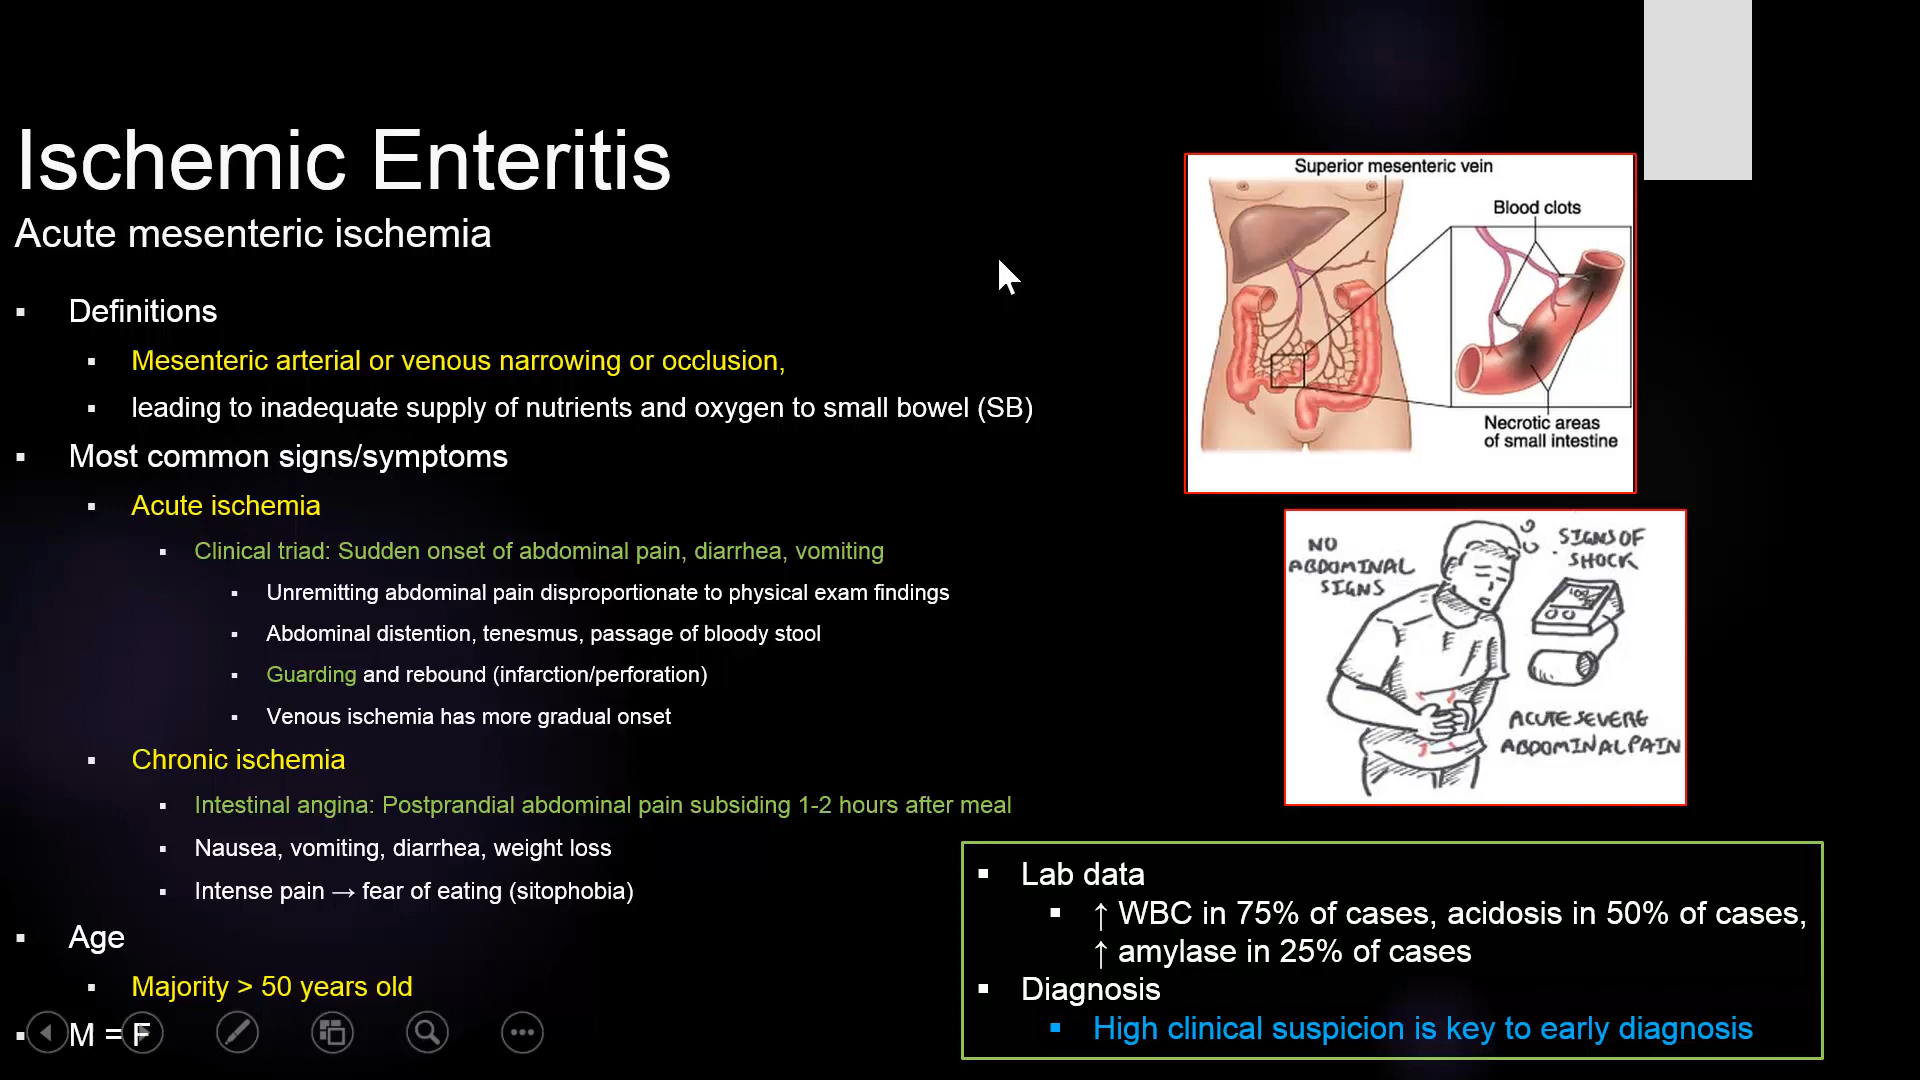 Ischemic Enteritis
Acute mesenteric ischemia
▪ Definitions
▪ Mesenteric arterial or venous narrowing or occlusion,
▪ leading to inadequate supply of nutrients and oxygen to small bowel (SB)
▪ Most common signs/symptoms
▪ Acute ischemia
▪ Clinical triad: Sudden onset of abdominal pain, diarrhea, vomiting
▪ Unremitting abdominal pain disproportionate to physical exam findings
▪ Abdominal distention, tenesmus, passage of bloody stool
▪ Guarding and rebound (infarction/perforation)
▪ Venous ischemia has more gradual onset
▪ Chronic ischemia
▪ Intestinal angina: Postprandial abdominal pain subsiding 1-2 hours after meal
▪ Nausea, vomiting, diarrhea, weight loss
▪ Intense pain → fear of eating (sitophobia)
▪ Age
▪ Majority > 50 years old
▪ M = F
Superior mesenteric vein
Blood clots
Necrotic areas
of small intestine
NO
ABDOMINAL
SIGNS
SIGNS OF
SHOCK
ACUTE SEVERE
ABDOMINAL PAIN
▪ Lab data
▪ ↑ WBC in 75% of cases, acidosis in 50% of cases,
↑ amylase in 25% of cases
▪ Diagnosis
▪ High clinical suspicion is key to early diagnosis